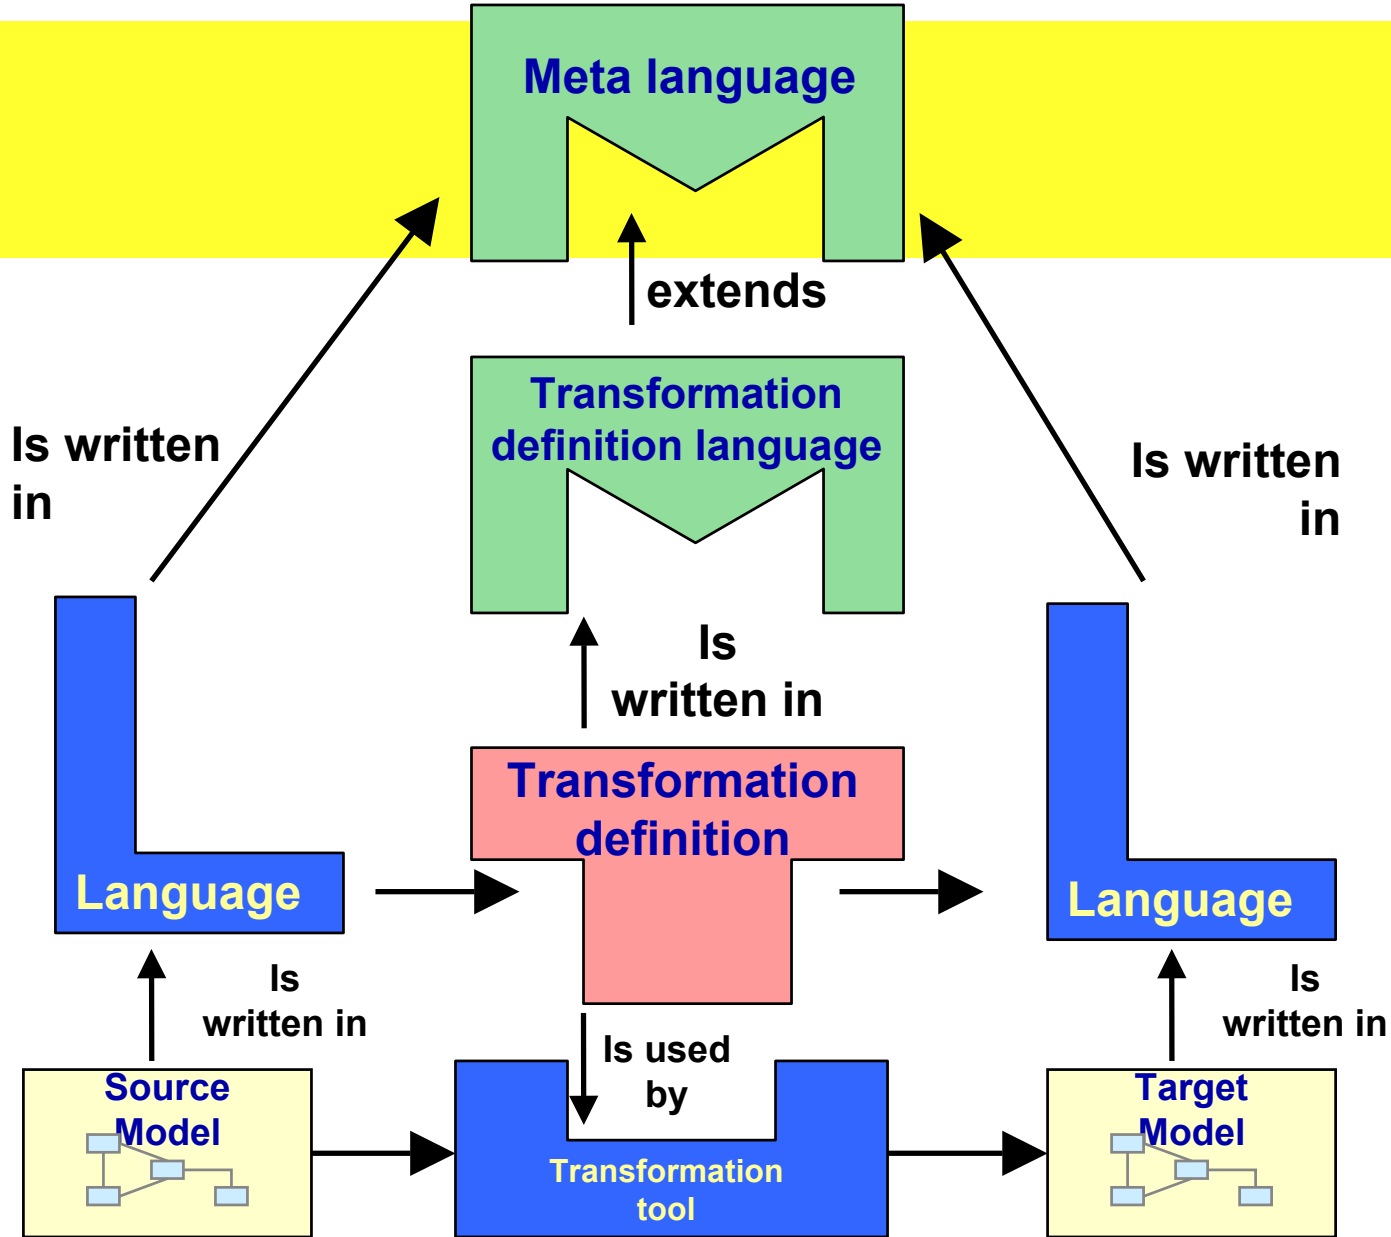 Meta language
extends
Transformation
definition language
Is written
in
Is written
in
Is
written in
Transformation
definition
Language
Language
Is
written in
Is
written in
Is used
by
Source
Model
Transformation
tool
Target
Model